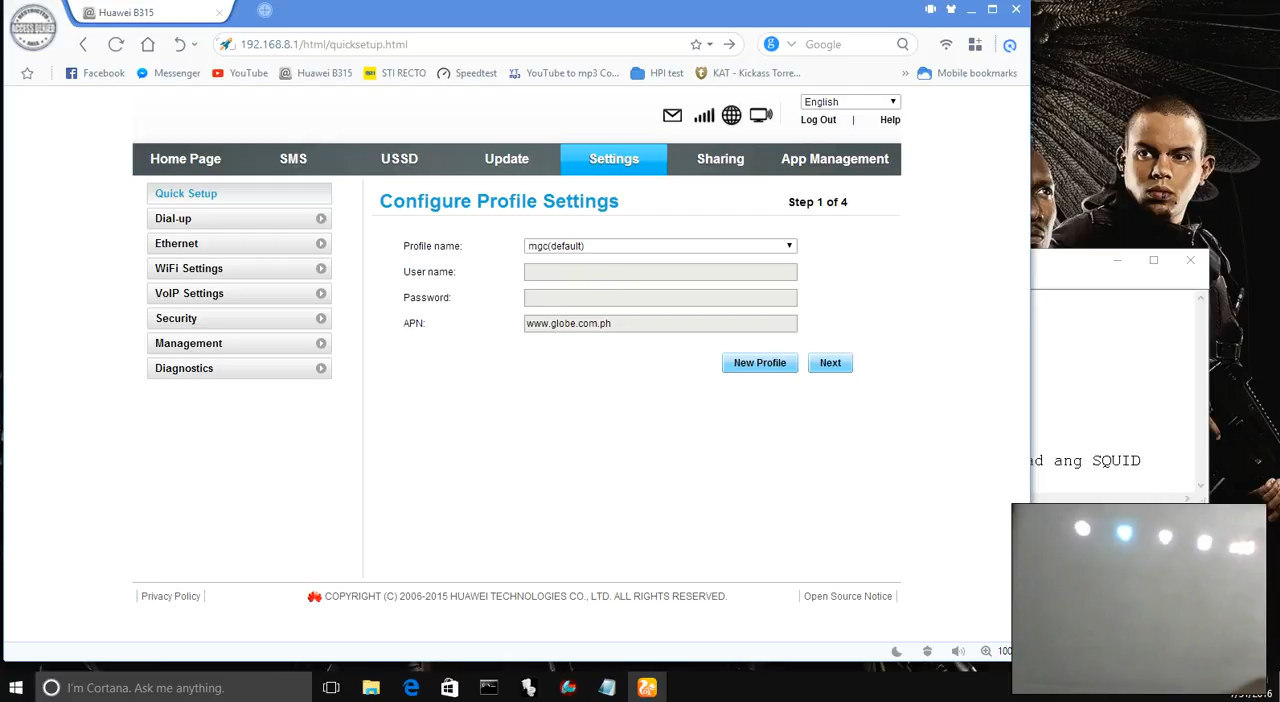 RESTRICTED
ACCESS DENIED
AREA
Huawei B315
192.168.8.1/html/quicksetup.html
Google
Facebook
Messenger
YouTube
Huawei B315
STI RECTO
Speedtest
YouTube to mp3 Co...
HPI test
KAT - Kickass Torre...
Mobile bookmarks
English
Log Out | Help
Home Page
SMS
USSD
Update
Settings
Sharing
App Management
Quick Setup
Dial-up
Ethernet
WiFi Settings
VoIP Settings
Security
Management
Diagnostics
Configure Profile Settings
Step 1 of 4
Profile name: mgc(default)
User name:
Password:
APN: www.globe.com.ph
New Profile
Next
ang SQUID
Privacy Policy
COPYRIGHT (C) 2006-2015 HUAWEI TECHNOLOGIES CO., LTD. ALL RIGHTS RESERVED.
Open Source Notice
100
I'm Cortana. Ask me anything.